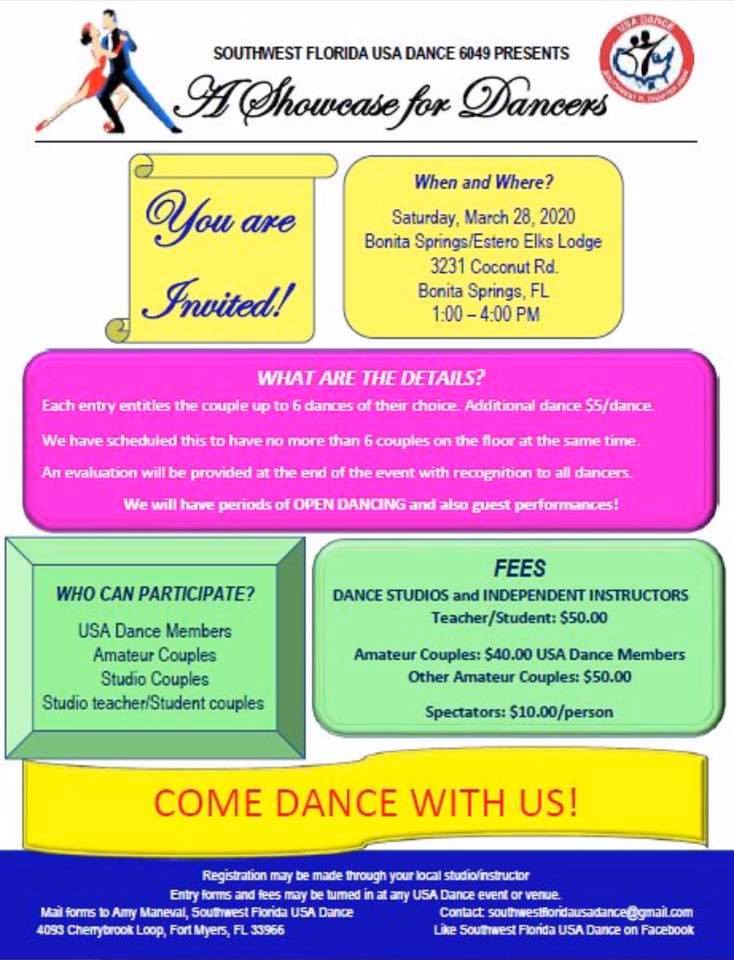 SOUTHWEST FLORIDA USA DANCE 6049 PRESENTS
A Showcase for Dancers
USA DANCE
You are
Invited!
When and Where?
Saturday, March 28, 2020
Bonita Springs/Estero Elks Lodge
3231 Coconut Rd.
Bonita Springs, FL
1:00 – 4:00 PM
WHAT ARE THE DETAILS?
Each entry entitles the couple up to 6 dances of their choice. Additional dance $5/dance.
We have scheduled this to have no more than 6 couples on the floor at the same time.
An evaluation will be provided at the end of the event with recognition to all dancers.
We will have periods of OPEN DANCING and also guest performances!
WHO CAN PARTICIPATE?
USA Dance Members
Amateur Couples
Studio Couples
Studio teacher/Student couples
FEES
DANCE STUDIOS and INDEPENDENT INSTRUCTORS
Teacher/Student: $50.00
Amateur Couples: $40.00 USA Dance Members
Other Amateur Couples: $50.00
Spectators: $10.00/person
COME DANCE WITH US!
Registration may be made through your local studio/instructor
Entry forms and fees may be turned in at any USA Dance event or venue.
Mail forms to Amy Maneval, Southwest Florida USA Dance
4093 Cherrybrook Loop, Fort Myers, FL 33966
Contact: southwestfloridausadance@gmail.com
Like Southwest Florida USA Dance on Facebook